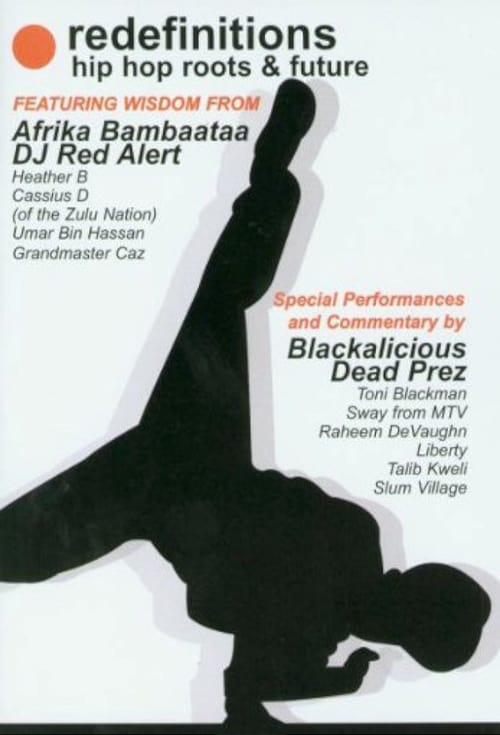 redefinitions
hip hop roots & future
FEATURING WISDOM FROM
Afrika Bambaataa
DJ Red Alert
Heather B
Cassius D
(of the Zulu Nation)
Umar Bin Hassan
Grandmaster Caz
Special Performances
and Commentary by
Blackalicious
Dead Prez
Toni Blackman
Sway from MTV
Raheem DeVaughn
Liberty
Talib Kweli
Slum Village